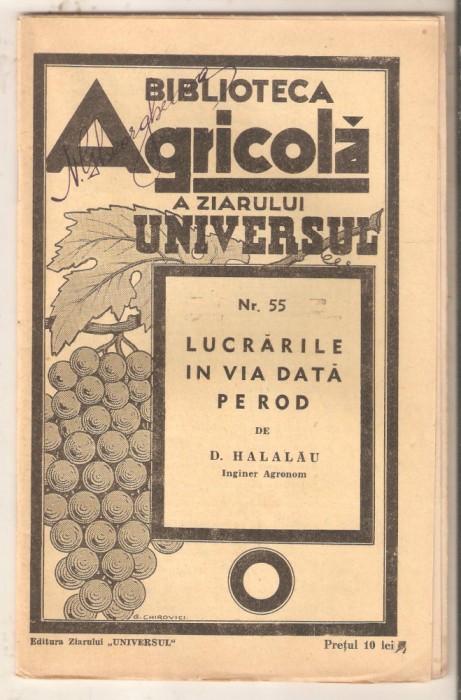 BIBLIOTECA
Agricolă
A ZIARULUI
UNIVERSUL
Nr. 55
LUCRĂRILE
IN VIA DATĂ
PE ROD
DE
D. HALALĂU
Inginer Agronom
G. CHIROVICI.
Editura Ziarului „UNIVERSUL"
Prețul 10 lei